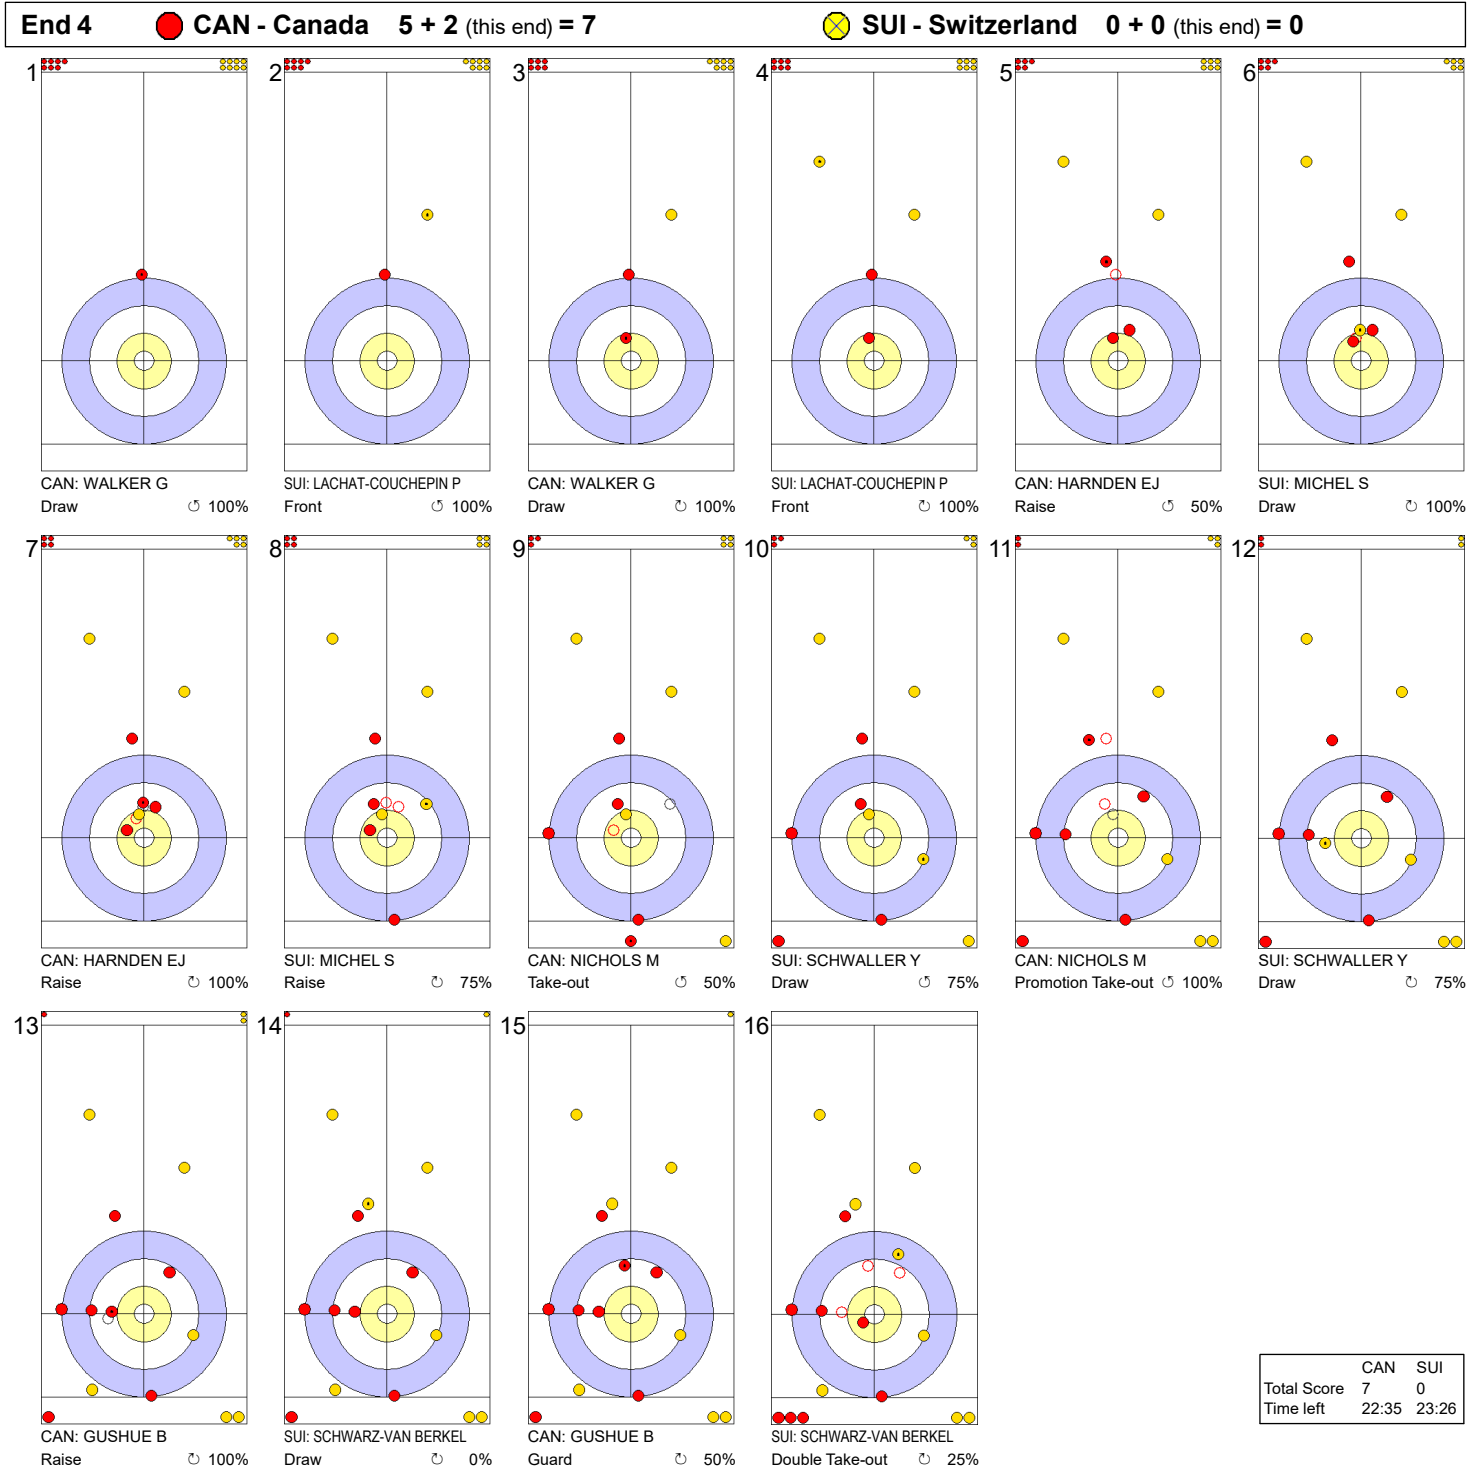 End 4 CAN - Canada 5 + 2 (this end) = 7 SUI - Switzerland 0 + 0 (this end) = 0
1 2 3 4 5 6
CAN: WALKER G SUI: LACHAT-COUCHEPIN P CAN: WALKER G SUI: LACHAT-COUCHEPIN P CAN: HARNDEN EJ SUI: MICHEL S
Draw ↺ 100% Front ↺ 100% Draw ↻ 100% Front ↻ 100% Raise ↺ 50% Draw ↻ 100%
7 8 9 10 11 12
CAN: HARNDEN EJ SUI: MICHEL S CAN: NICHOLS M SUI: SCHWALLER Y CAN: NICHOLS M SUI: SCHWALLER Y
Raise ↻ 100% Raise ↻ 75% Take-out ↺ 50% Draw ↺ 75% Promotion Take-out ↺ 100% Draw ↻ 75%
13 14 15 16
CAN: GUSHUE B SUI: SCHWARZ-VAN BERKEL CAN: GUSHUE B SUI: SCHWARZ-VAN BERKEL
Raise ↻ 100% Draw ↻ 0% Guard ↻ 50% Double Take-out ↻ 25%
CAN SUI
Total Score 7 0
Time left 22:35 23:26